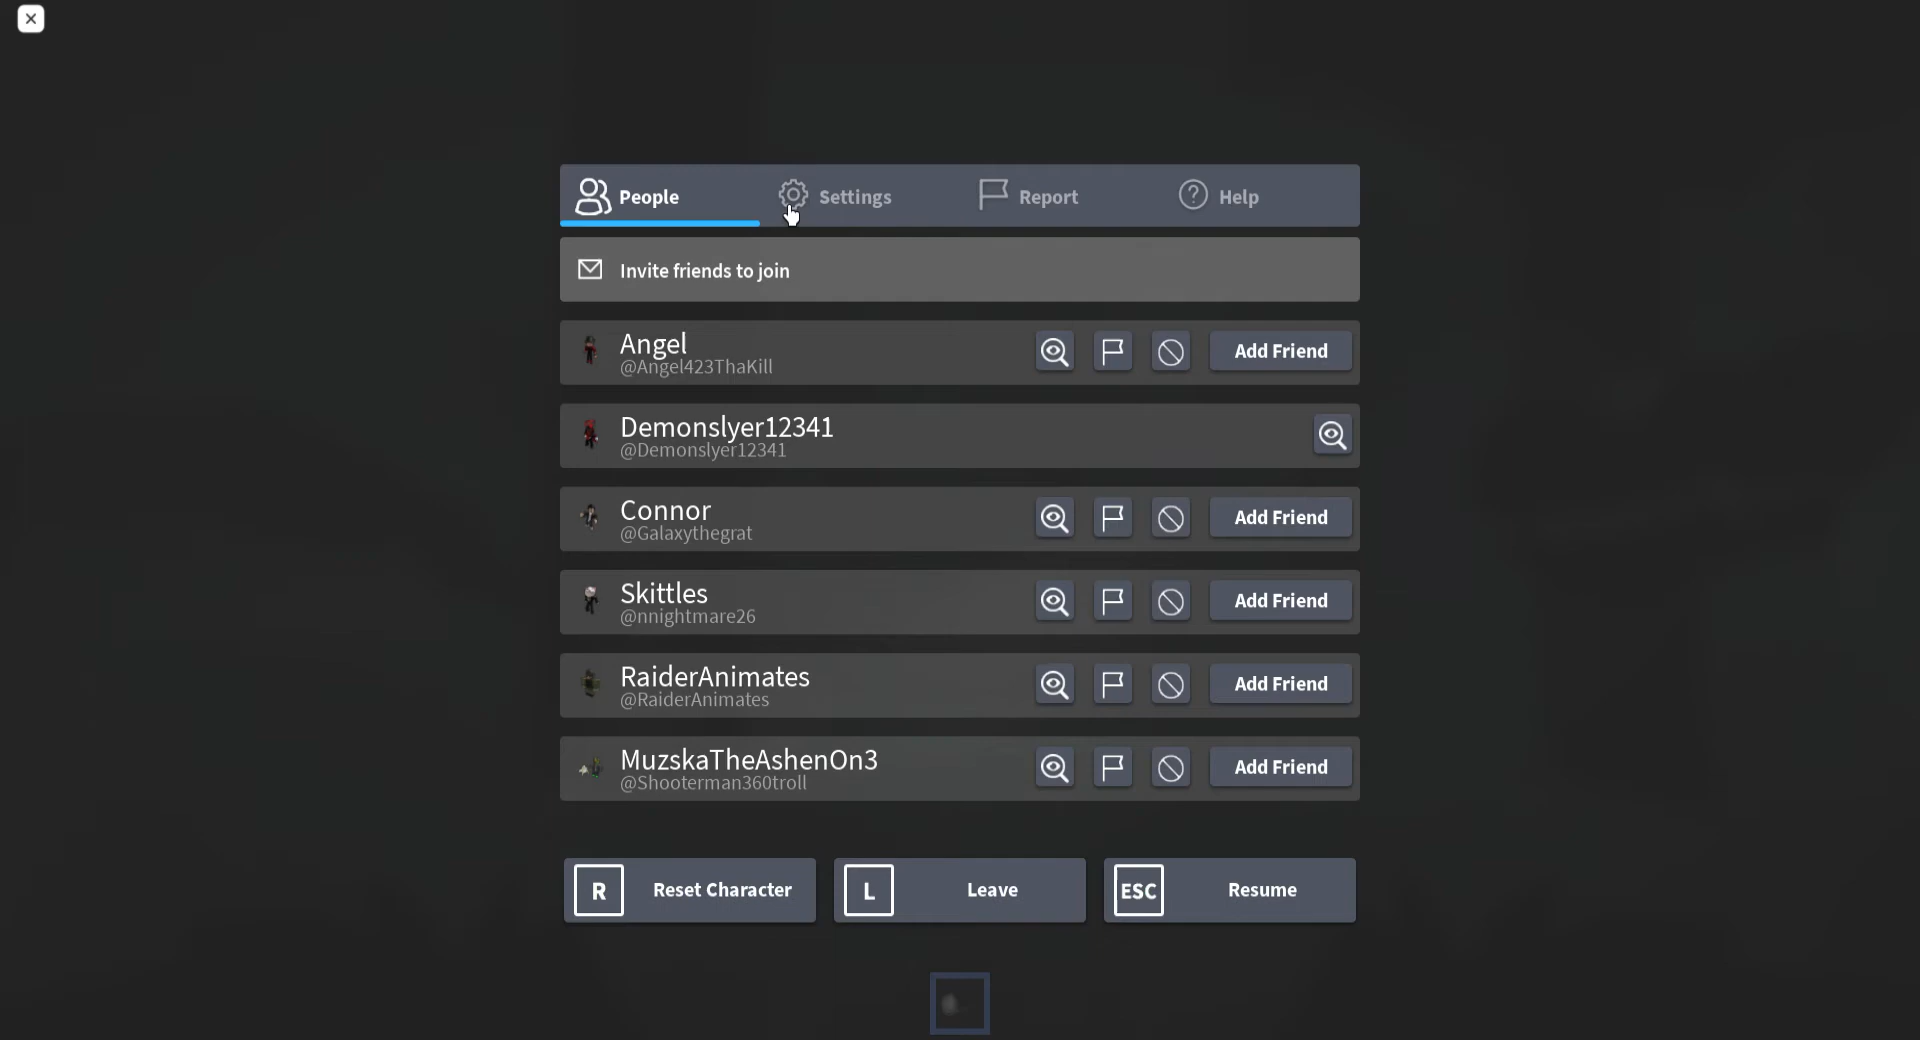 People
Settings
Report
Help
Invite friends to join
Angel
@Angel423ThaKill
Add Friend
Demonslyer12341
@Demonslyer12341
Connor
@Galaxythegrat
Add Friend
Skittles
@nnightmare26
Add Friend
RaiderAnimates
@RaiderAnimates
Add Friend
MuzskaTheAshenOn3
@Shooterman360troll
Add Friend
R Reset Character
L Leave
ESC Resume